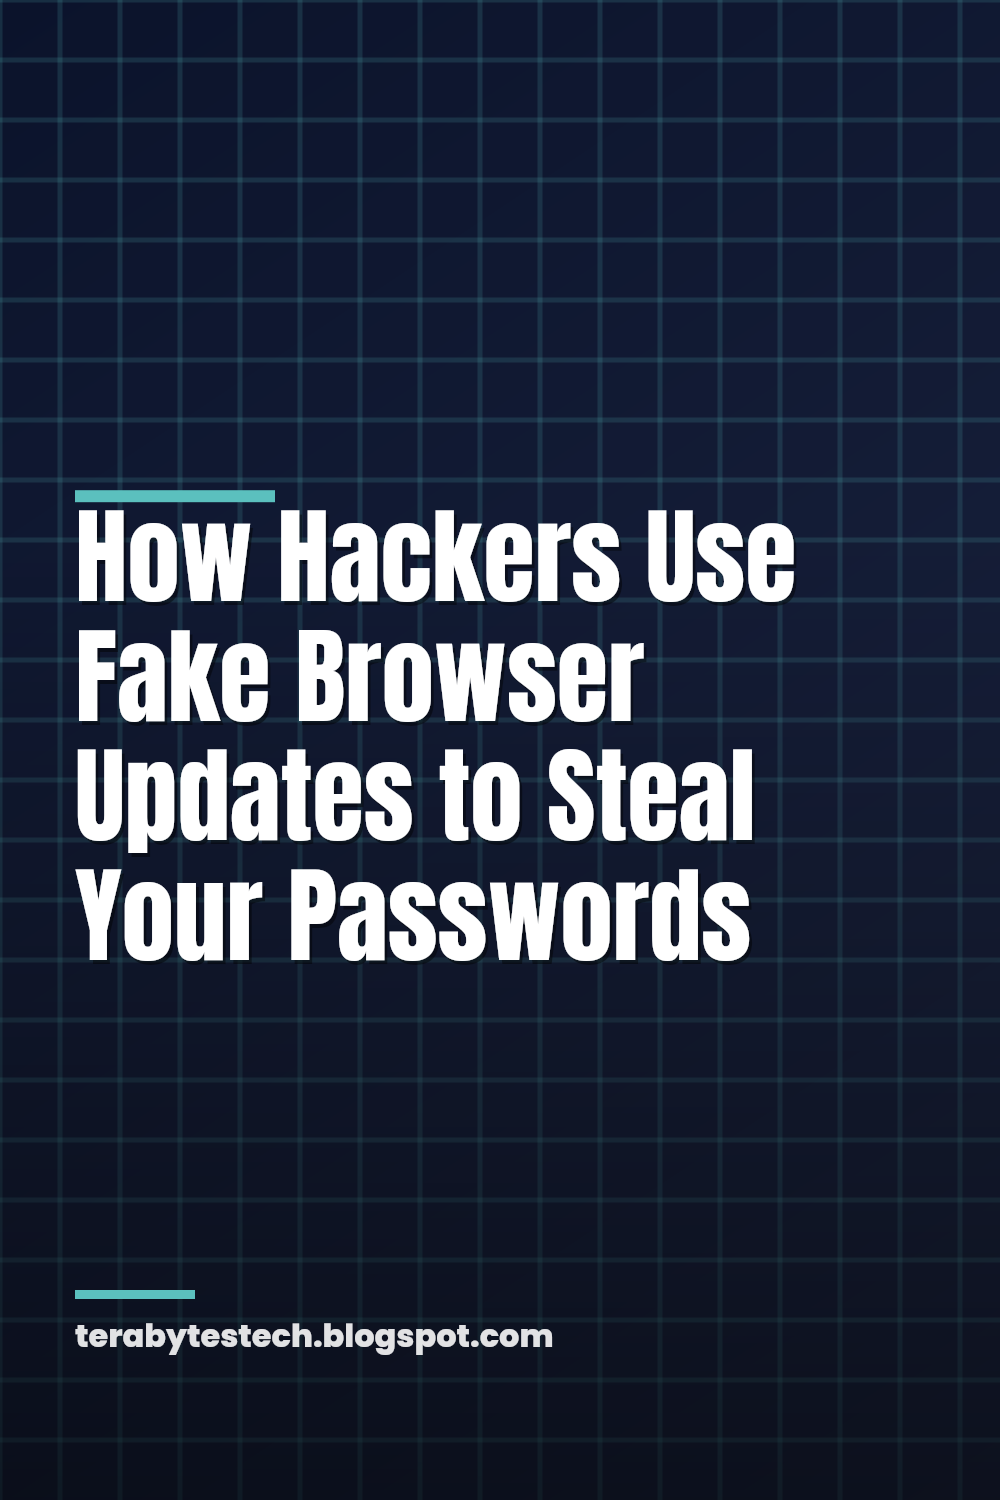 How Hackers Use
Fake Browser
Updates to Steal
Your Passwords
terabytestech.blogspot.com